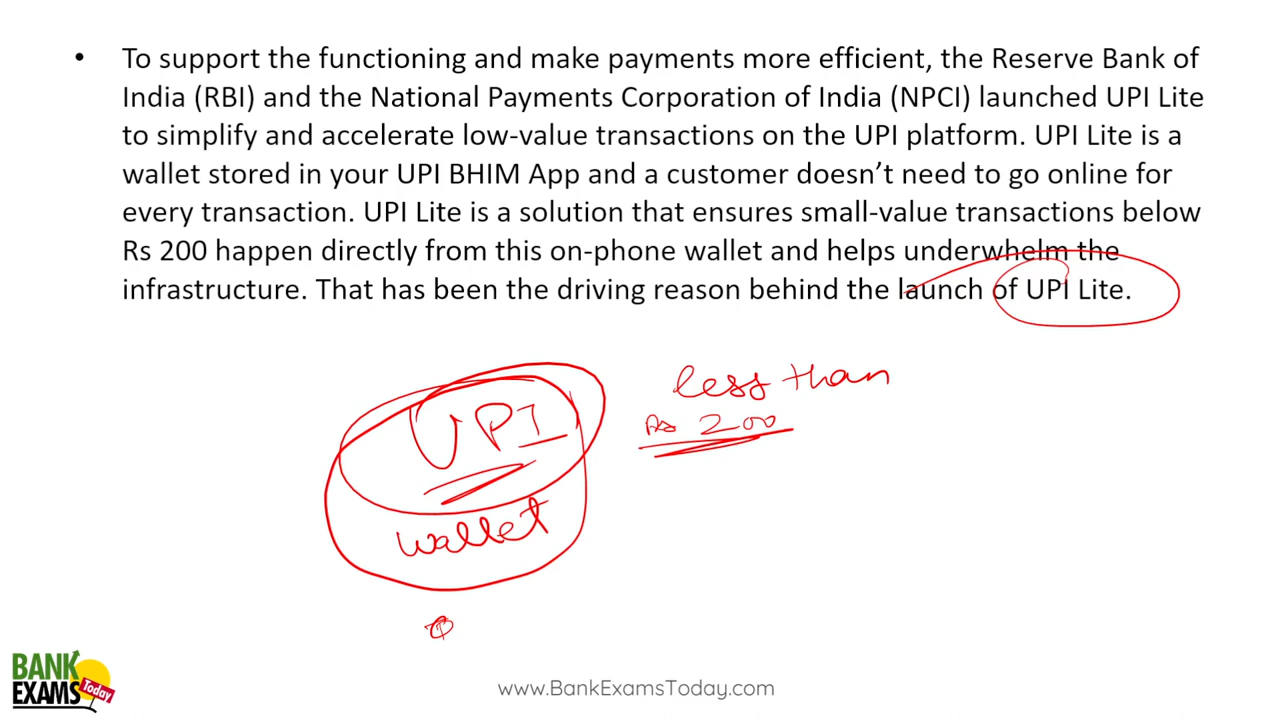 • To support the functioning and make payments more efficient, the Reserve Bank of
India (RBI) and the National Payments Corporation of India (NPCI) launched UPI Lite
to simplify and accelerate low-value transactions on the UPI platform. UPI Lite is a
wallet stored in your UPI BHIM App and a customer doesn’t need to go online for
every transaction. UPI Lite is a solution that ensures small-value transactions below
Rs 200 happen directly from this on-phone wallet and helps underwhelm the
infrastructure. That has been the driving reason behind the launch of UPI Lite.
less than
Rs 200
UPI
wallet
BANK
EXAMS Today
www.BankExamsToday.com